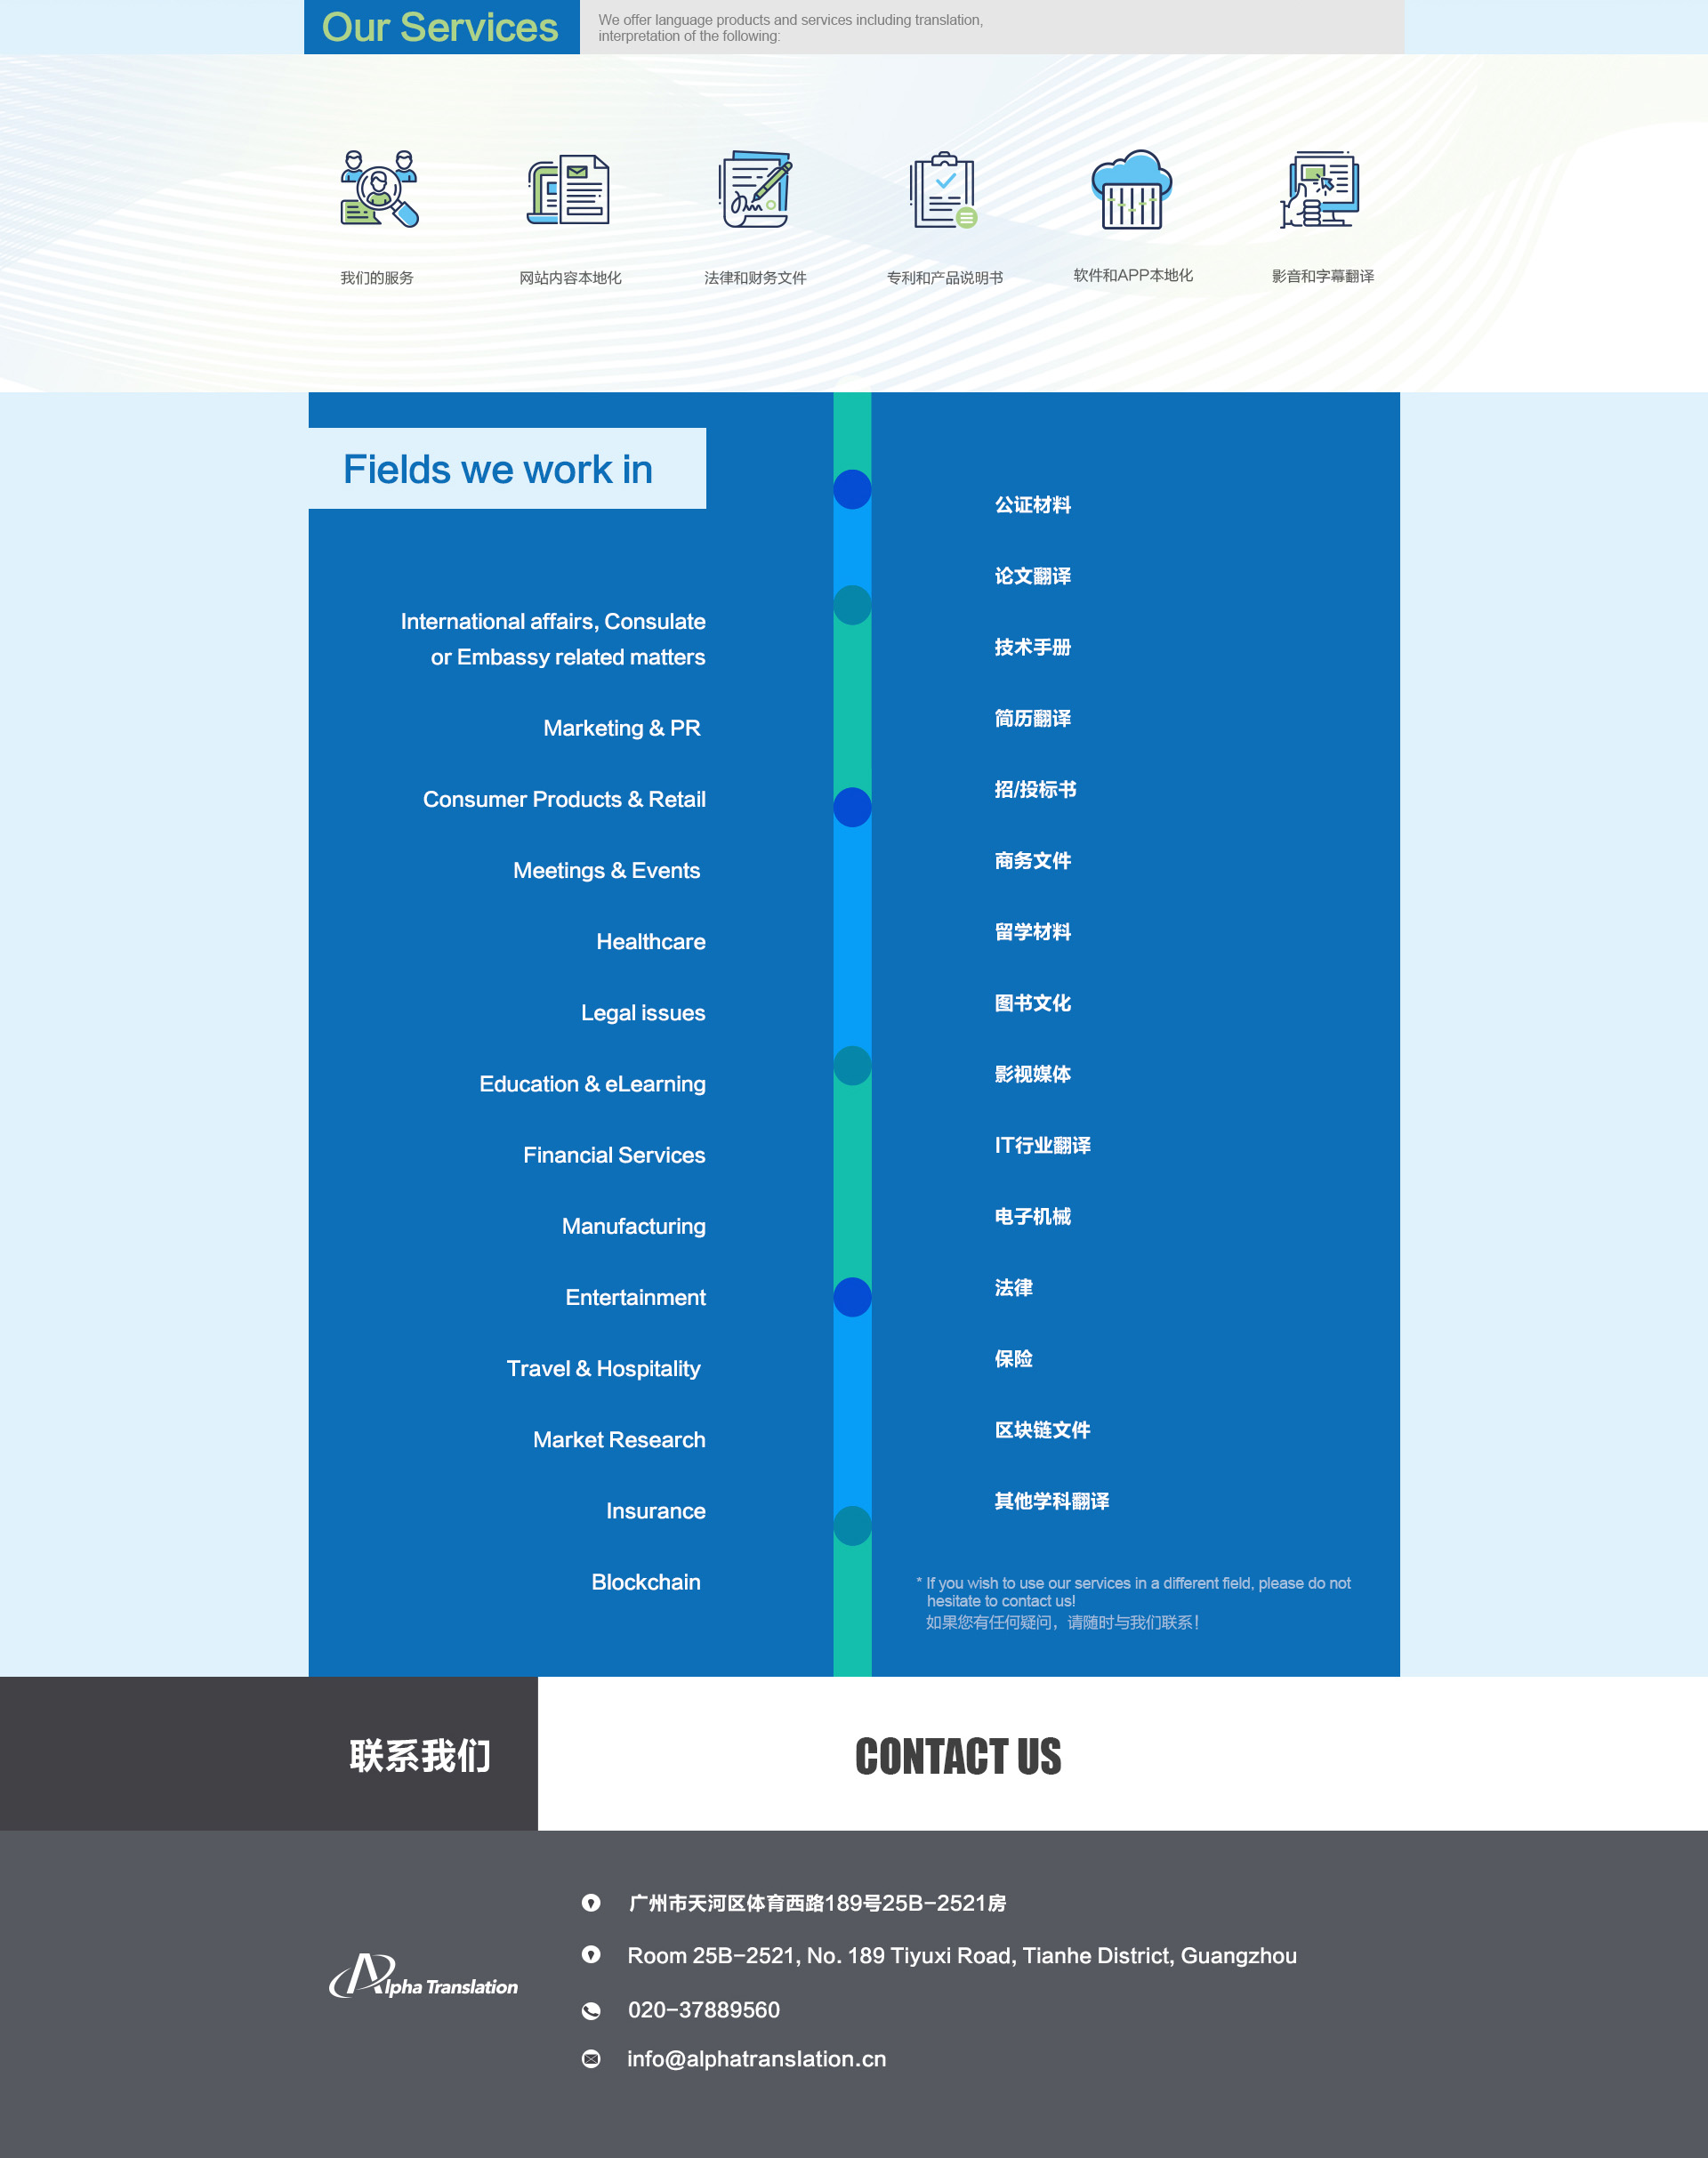 Our Services
We offer language products and services including translation,
interpretation of the following:
我们的服务
网站内容本地化
法律和财务文件
专利和产品说明书
软件和APP本地化
影音和字幕翻译
Fields we work in
International affairs, Consulate
or Embassy related matters
Marketing & PR
Consumer Products & Retail
Meetings & Events
Healthcare
Legal issues
Education & eLearning
Financial Services
Manufacturing
Entertainment
Travel & Hospitality
Market Research
Insurance
Blockchain
公证材料
论文翻译
技术手册
简历翻译
招/投标书
商务文件
留学材料
图书文化
影视媒体
IT行业翻译
电子机械
法律
保险
区块链文件
其他学科翻译
* If you wish to use our services in a different field, please do not
hesitate to contact us!
如果您有任何疑问，请随时与我们联系！
联系我们
CONTACT US
Alpha Translation
广州市天河区体育西路189号25B-2521房
Room 25B-2521, No. 189 Tiyuxi Road, Tianhe District, Guangzhou
020-37889560
info@alphatranslation.cn